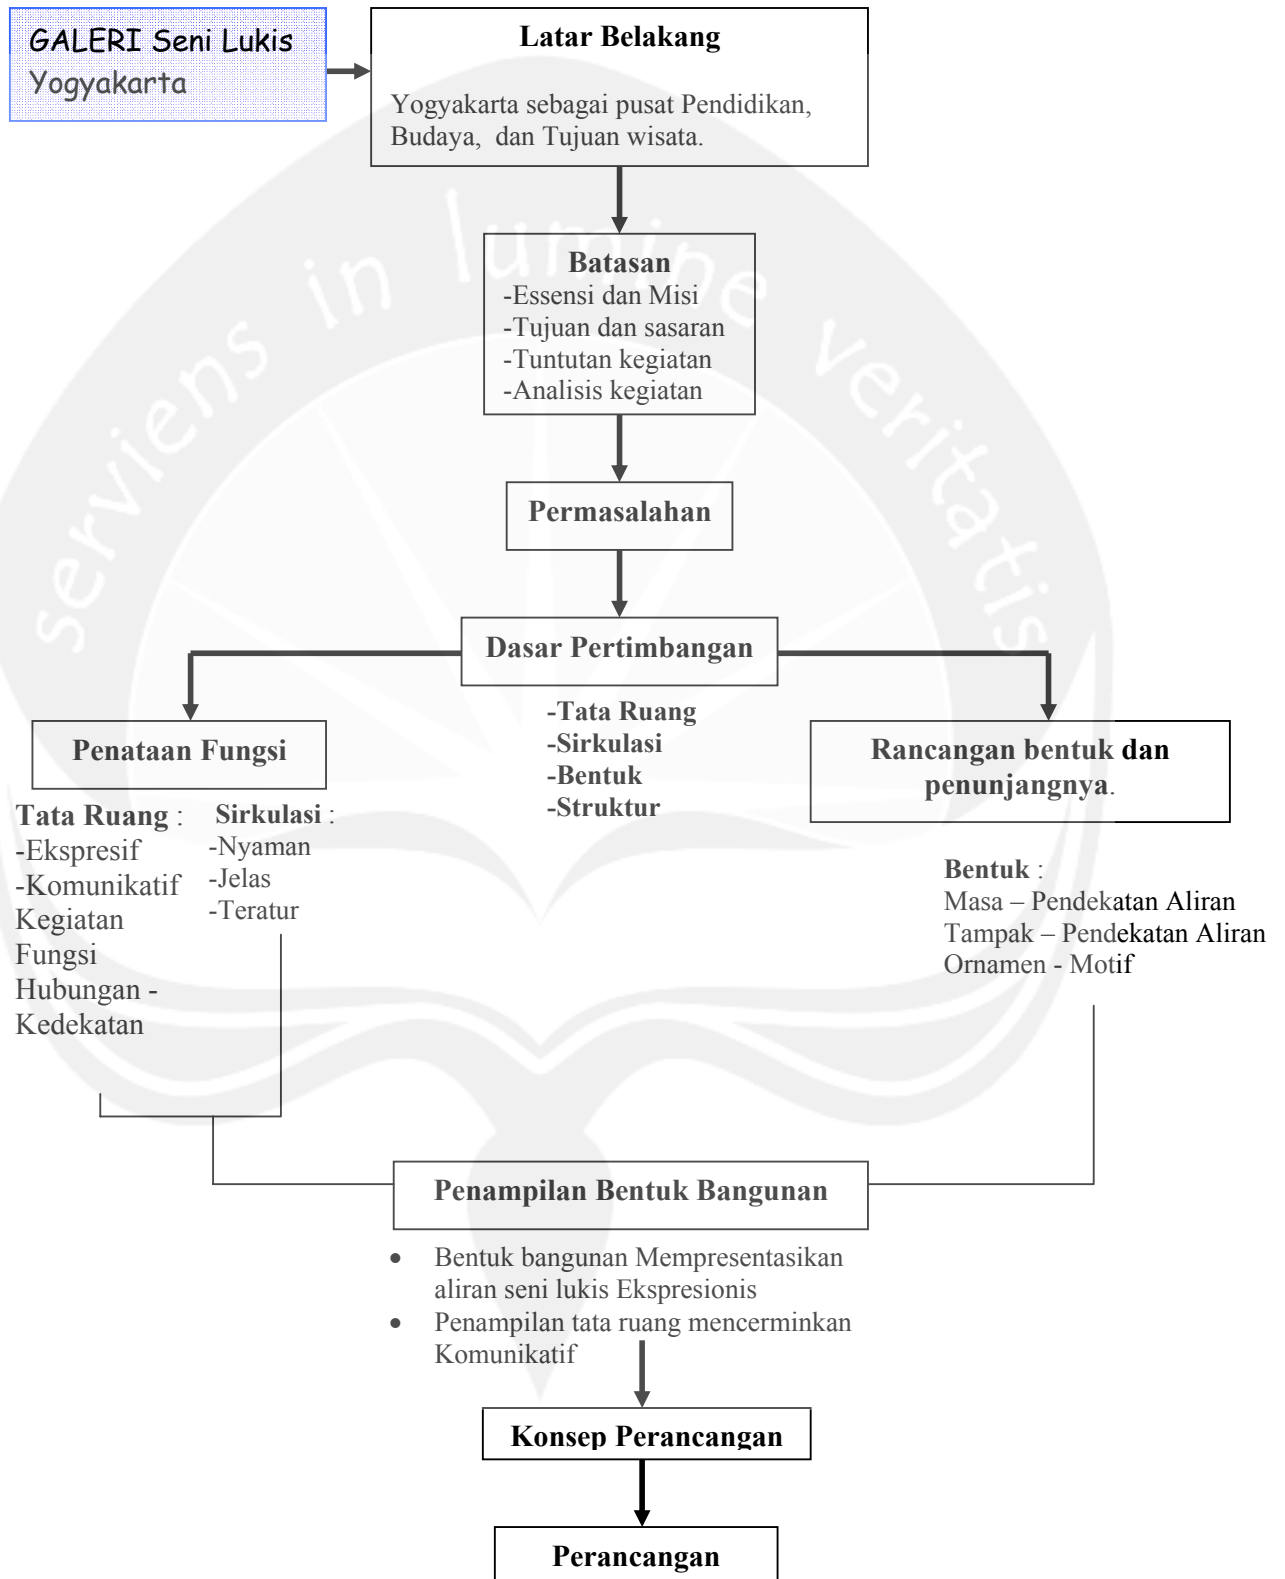 GALERI Seni Lukis
Yogyakarta
Latar Belakang
Yogyakarta sebagai pusat Pendidikan,
Budaya, dan Tujuan wisata.
serviens in lumine veritatis
Batasan
-Essensi dan Misi
-Tujuan dan sasaran
-Tuntutan kegiatan
-Analisis kegiatan
Permasalahan
Dasar Pertimbangan
-Tata Ruang
-Sirkulasi
-Bentuk
-Struktur
Penataan Fungsi
Tata Ruang :
-Ekspresif
-Komunikatif
Kegiatan
Fungsi
Hubungan -
Kedekatan
Sirkulasi :
-Nyaman
-Jelas
-Teratur
Rancangan bentuk dan
penunjangnya.
Bentuk :
Masa – Pendekatan Aliran
Tampak – Pendekatan Aliran
Ornamen - Motif
Penampilan Bentuk Bangunan
• Bentuk bangunan Mempresentasikan
aliran seni lukis Ekspresionis
• Penampilan tata ruang mencerminkan
Komunikatif
Konsep Perancangan
Perancangan